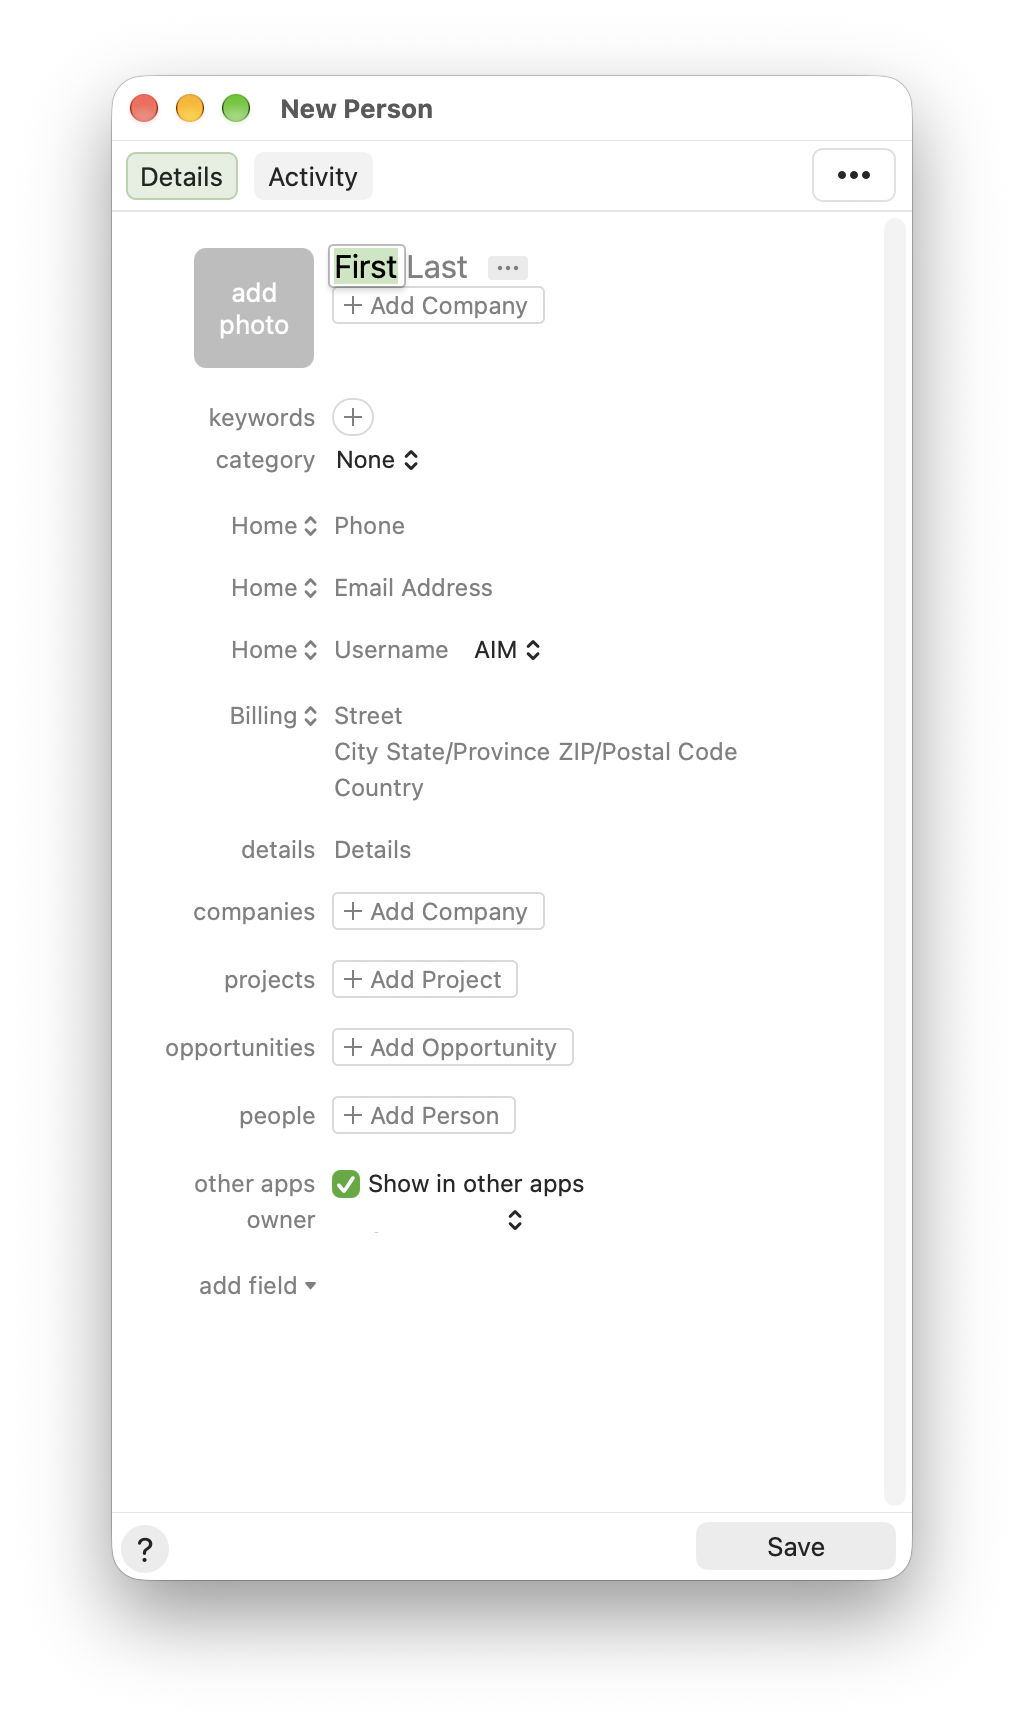 New Person
Details Activity •••
add photo
First Last •••
+ Add Company
keywords +
category None
Home Phone
Home Email Address
Home Username AIM
Billing Street
City State/Province ZIP/Postal Code
Country
details Details
companies + Add Company
projects + Add Project
opportunities + Add Opportunity
people + Add Person
other apps Show in other apps
owner
add field
? Save